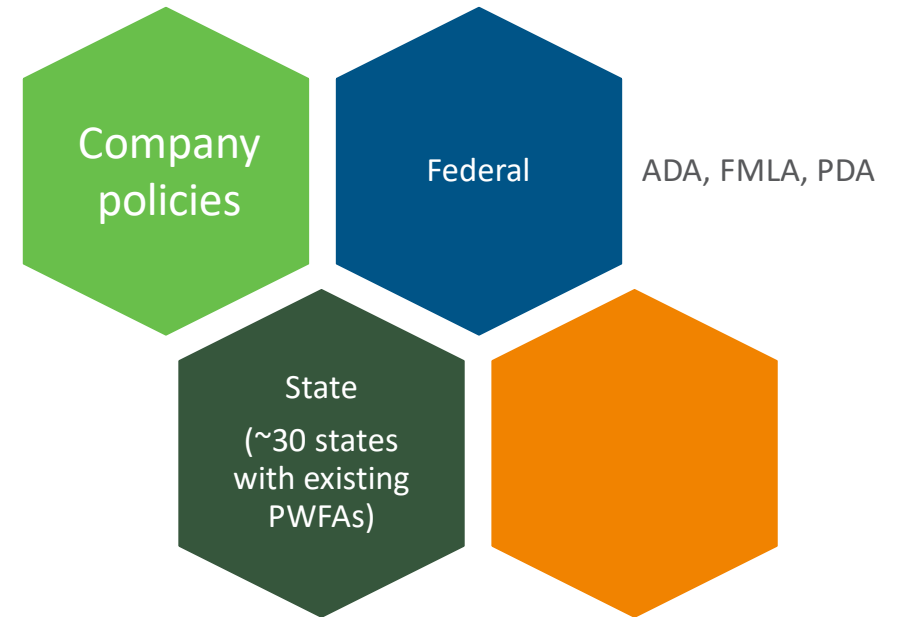 Company
policies
Federal
ADA, FMLA, PDA
State
(~30 states
with existing
PWFAs)